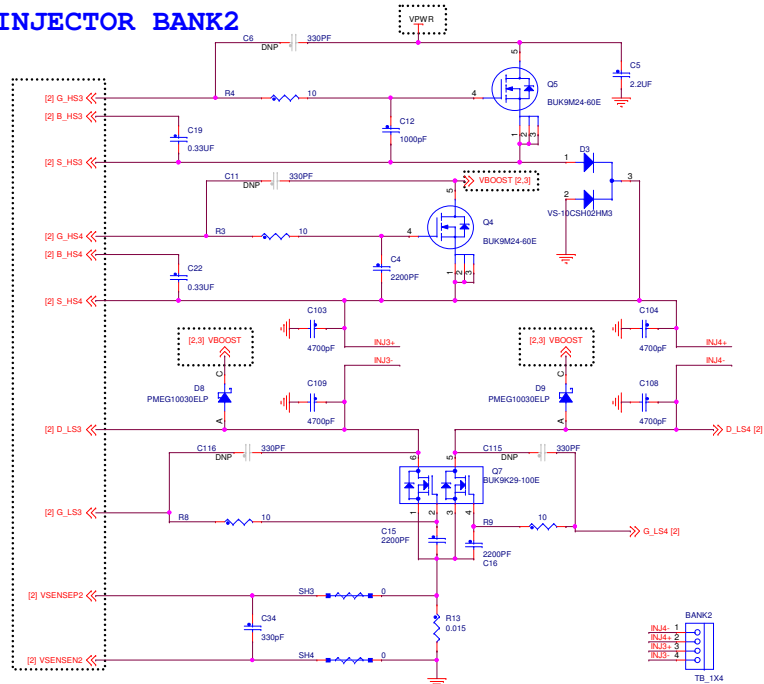 INJECTOR BANK2
VPWR
C6
330PF
DNP
5
Q5
C5
2.2UF
[2] G_HS3
R4
10
4
BUK9M24-60E
[2] B_HS3
C12
1000pF
C19
0.33UF
1
2
3
D3
[2] S_HS3
1
C11
330PF
DNP
VBOOST [2,3]
3
5
2
VS-10CSH02HM3
Q4
[2] G_HS4
R3
10
4
BUK9M24-60E
[2] B_HS4
C4
2200PF
C22
0.33UF
1
2
3
[2] S_HS4
C103
C104
[2,3] VBOOST
4700pF
INJ3+
[2,3] VBOOST
4700pF
INJ4+
INJ3-
INJ4-
C
C
D8
PMEG10030ELP
C109
D9
PMEG10030ELP
C108
A
4700pF
A
4700pF
[2] D_LS3
D_LS4 [2]
C116
330PF
DNP
6
5
C115
330PF
DNP
Q7
BUK9K29-100E
[2] G_LS3
R8
10
1
2
3
4
R9
10
C15
2200PF
G_LS4 [2]
2200PF
C16
[2] VSENSEP2
SH3
0
C34
330pF
R13
0.015
BANK2
INJ4-
1
INJ4+
2
INJ3+
3
INJ3-
4
[2] VSENSEN2
SH4
0
TB_1X4